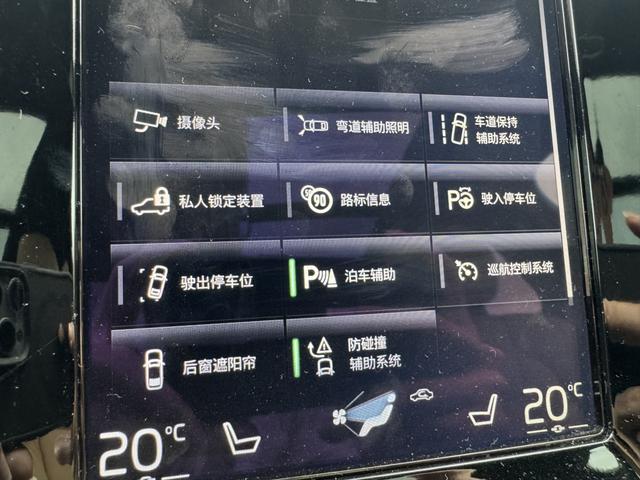 摄像头
弯道辅助照明
车道保持
辅助系统
私人锁定装置
50
90
路标信息
P
驶入停车位
驶出停车位
P
泊车辅助
巡航控制系统
后窗遮阳帘
防碰撞
辅助系统
20°C
20°C